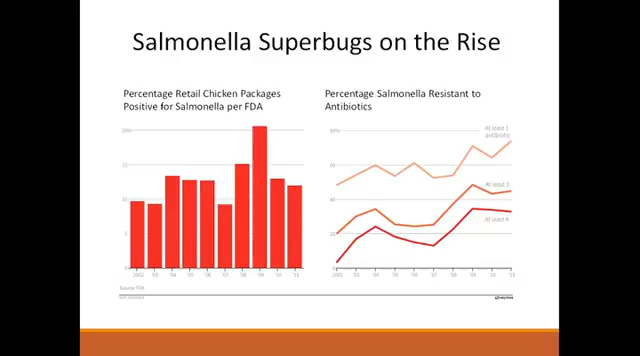 Salmonella Superbugs on the Rise
Percentage Retail Chicken Packages
Positive for Salmonella per FDA
Percentage Salmonella Resistant to
Antibiotics
20%
15
10
5
0
2002 '03 '04 '05 '06 '07 '08 '09 '10 '11
Source: FDA
80%
60
40
20
0
At least 1
antibiotic
At least 3
At least 4
2002 '03 '04 '05 '06 '07 '08 '09 '10 '11